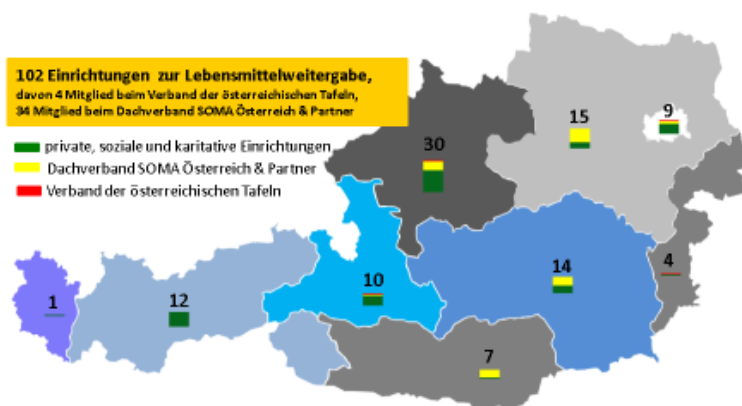 102 Einrichtungen zur Lebensmittelweitergabe,
davon 4 Mitglied beim Verband der österreichischen Tafeln,
34 Mitglied beim Dachverband SOMA Österreich & Partner
private, soziale und karitative Einrichtungen
Dachverband SOMA Österreich & Partner
Verband der österreichischen Tafeln
30
15
9
1
12
10
14
4
7